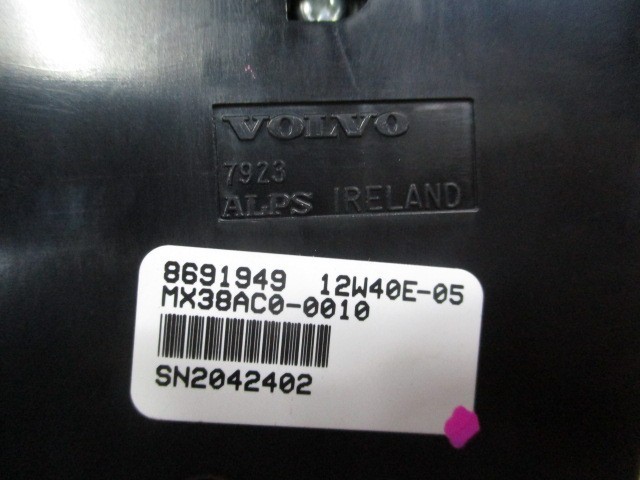 VOLVO
7923
ALPS IRELAND
8691949 12W40E-05
MX38AC0-0010
SN2042402